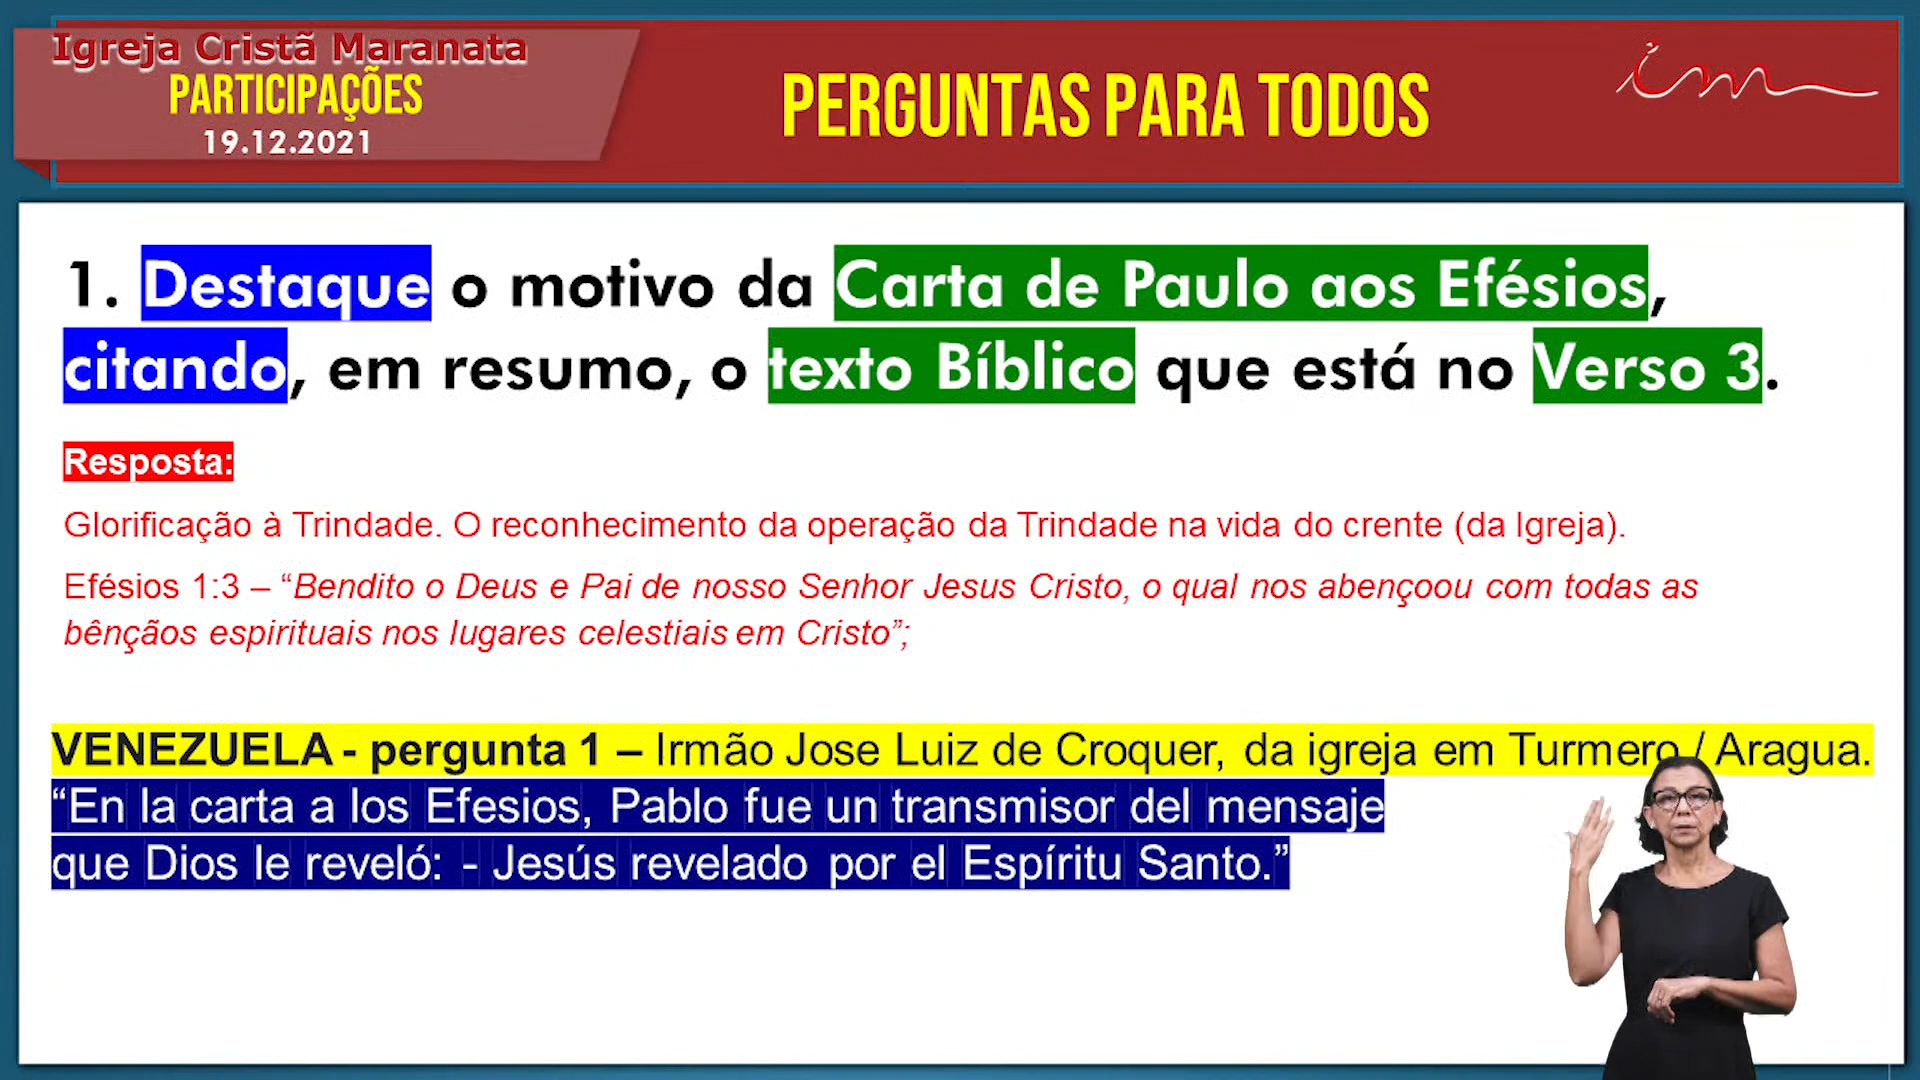 Igreja Cristã Maranata
PARTICIPAÇÕES
19.12.2021
PERGUNTAS PARA TODOS
im
1. Destaque o motivo da Carta de Paulo aos Efésios,
citando, em resumo, o texto Bíblico que está no Verso 3.
Resposta:
Glorificação à Trindade. O reconhecimento da operação da Trindade na vida do crente (da Igreja).
Efésios 1:3 – “Bendito o Deus e Pai de nosso Senhor Jesus Cristo, o qual nos abençoou com todas as
bênçãos espirituais nos lugares celestiais em Cristo”;
VENEZUELA - pergunta 1 – Irmão Jose Luiz de Croquer, da igreja em Turmero / Aragua.
“En la carta a los Efesios, Pablo fue un transmisor del mensaje
que Dios le reveló: - Jesús revelado por el Espíritu Santo.”